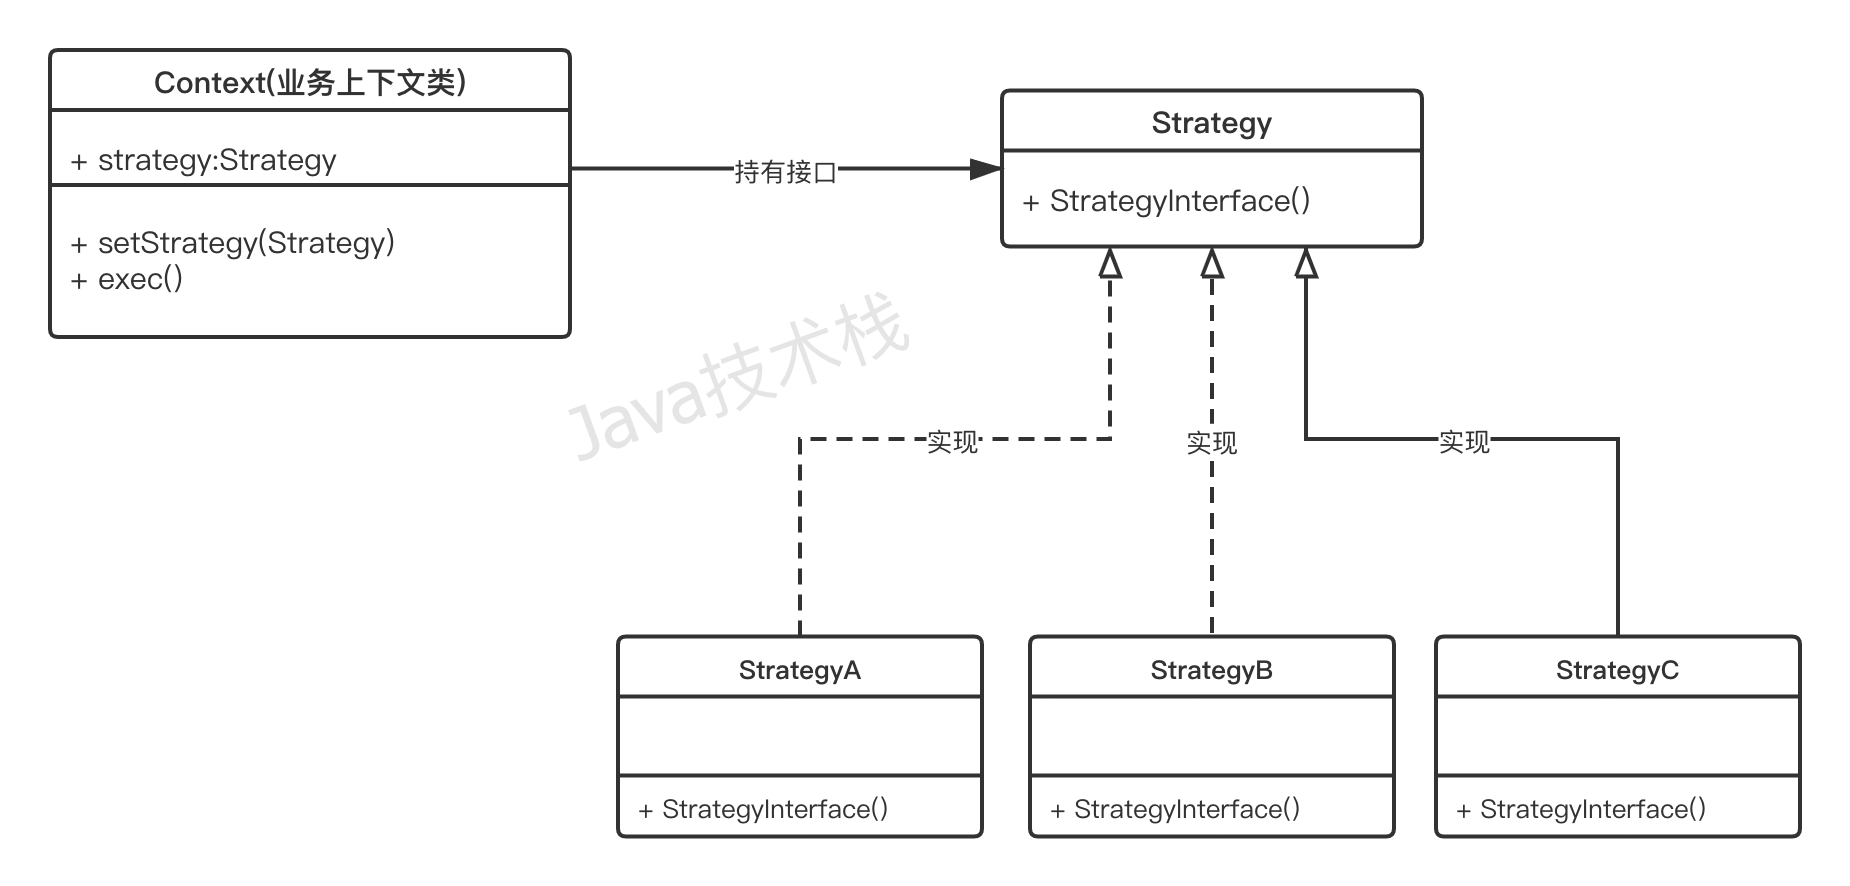 Context(业务上下文类)
+ strategy:Strategy
+ setStrategy(Strategy)
+ exec()
持有接口
Strategy
+ StrategyInterface()
Java技术栈
实现
实现
实现
StrategyA
+ StrategyInterface()
StrategyB
+ StrategyInterface()
StrategyC
+ StrategyInterface()